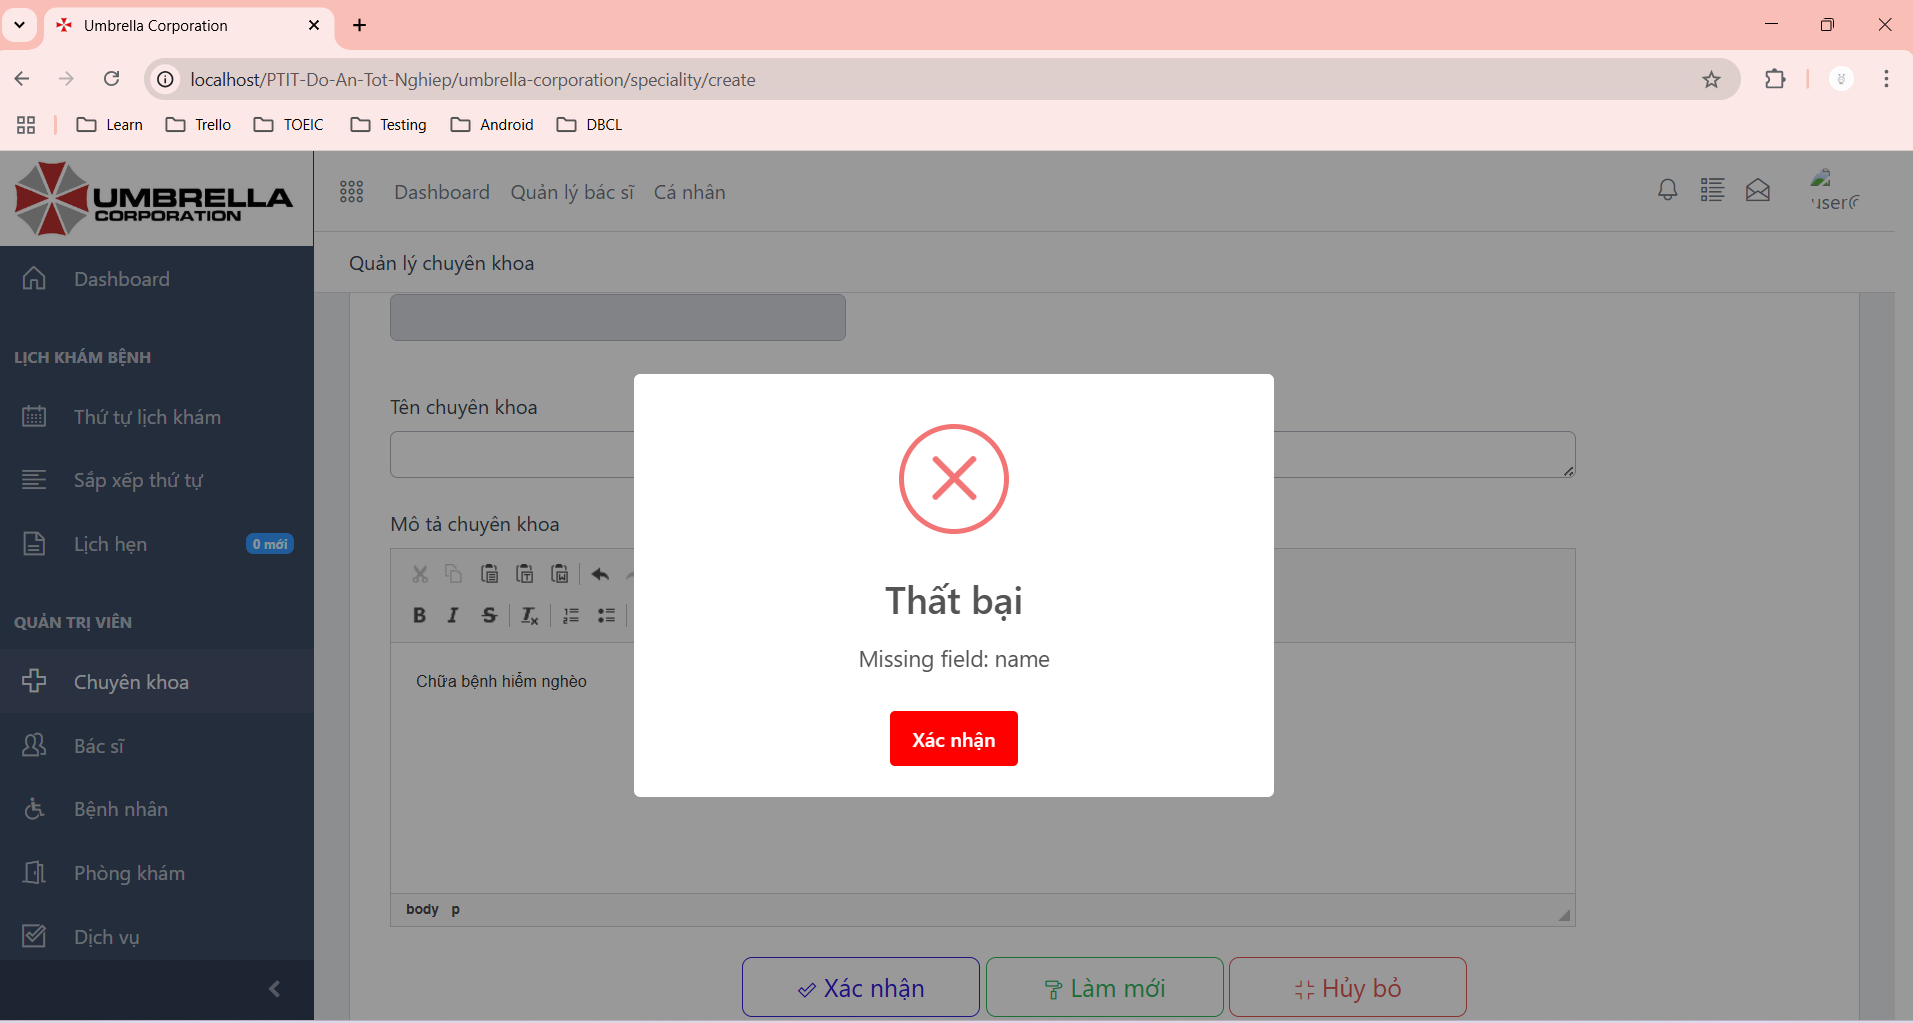 Umbrella Corporation
localhost/PTIT-Do-An-Tot-Nghiep/umbrella-corporation/speciality/create
Learn Trello TOEIC Testing Android DBCL
UMBRELLA
CORPORATION
Dashboard Quản lý bác sĩ Cá nhân
user@
Quản lý chuyên khoa
Dashboard
LỊCH KHÁM BỆNH
Thứ tự lịch khám
Sắp xếp thứ tự
Lịch hẹn 0 mới
QUẢN TRỊ VIÊN
Chuyên khoa
Bác sĩ
Bệnh nhân
Phòng khám
Dịch vụ
Tên chuyên khoa
Mô tả chuyên khoa
Chữa bệnh hiểm nghèo
body p
Thất bại
Missing field: name
Xác nhận
Xác nhận Làm mới Hủy bỏ